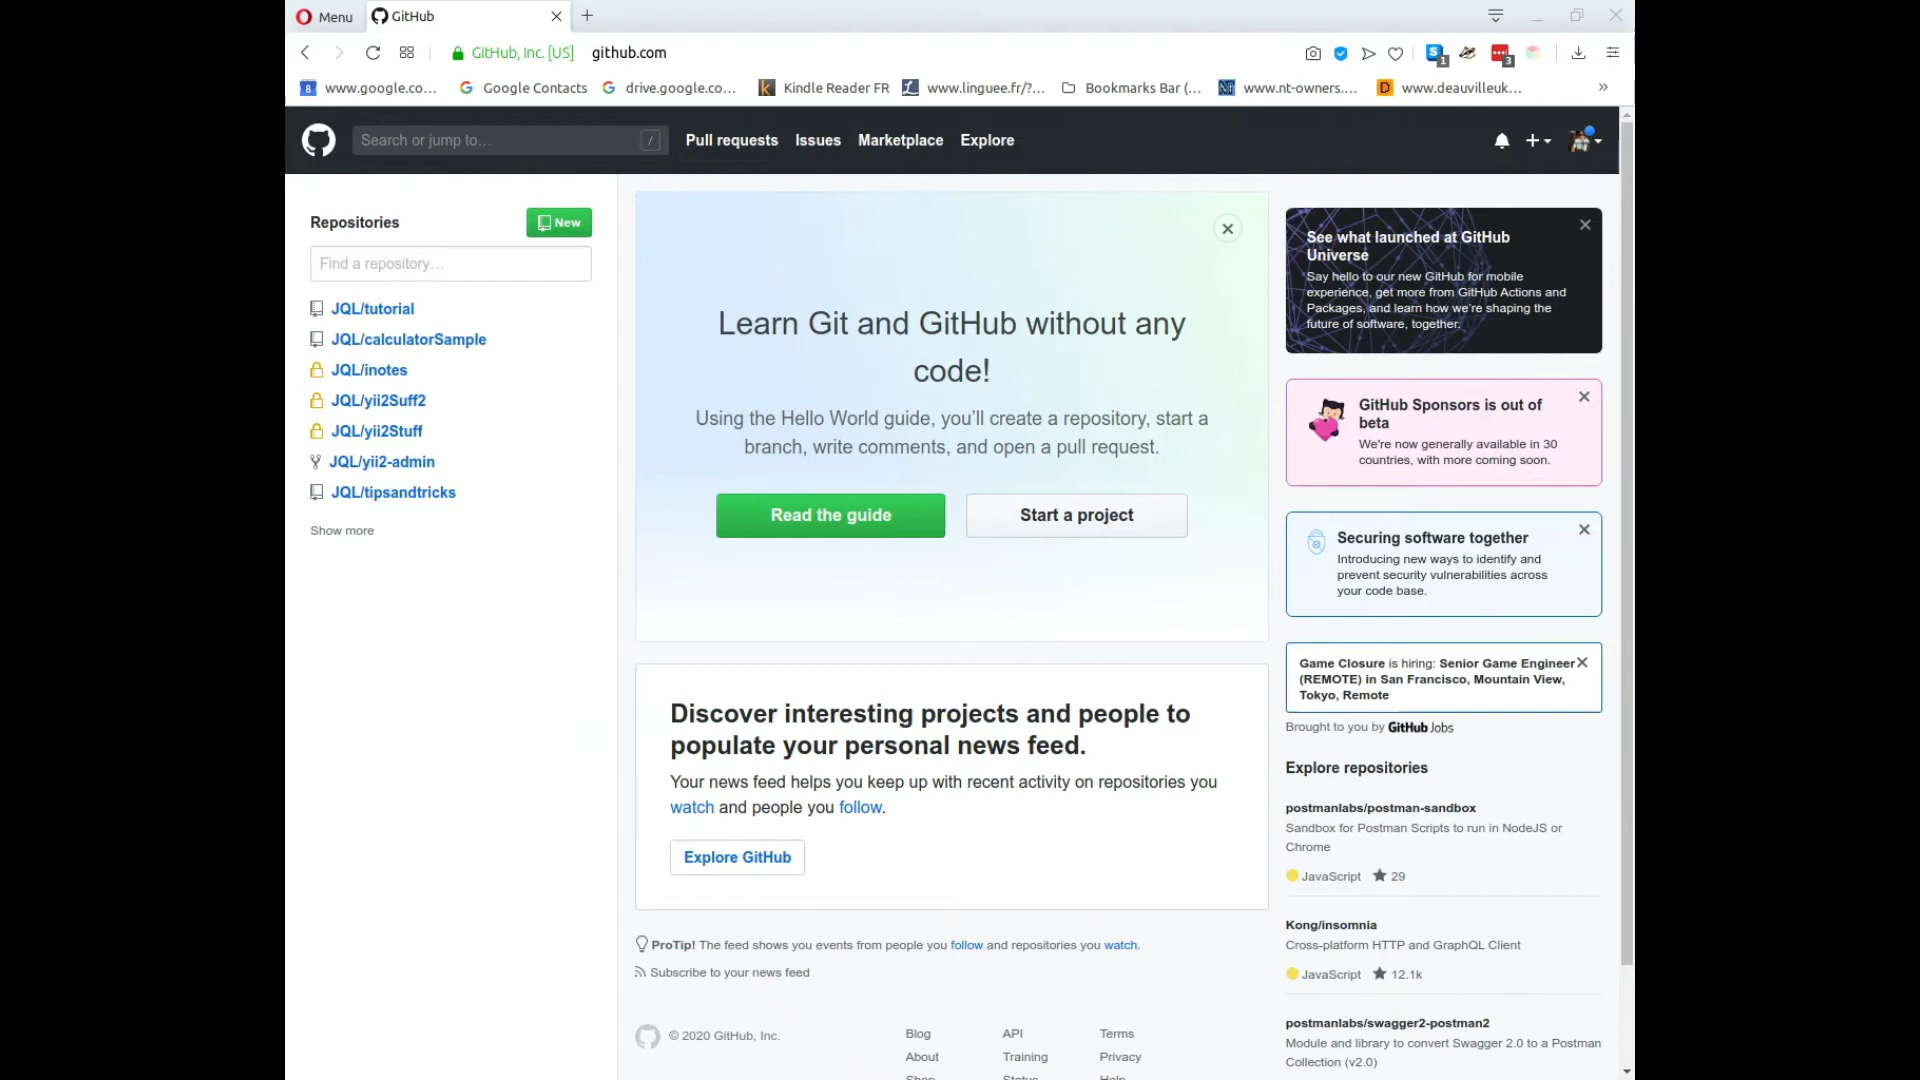 Menu
GitHub
GitHub, Inc. [US] github.com
1
3
www.google.co...
Google Contacts
drive.google.co...
Kindle Reader FR
www.linguee.fr/?...
Bookmarks Bar (...
www.nt-owners....
www.deauvilleuk...
Search or jump to...
/
Pull requests
Issues
Marketplace
Explore
Repositories
New
Find a repository...
JQL/tutorial
JQL/calculatorSample
JQL/inotes
JQL/yii2Suff2
JQL/yii2Stuff
JQL/yii2-admin
JQL/tipsandtricks
Show more
Learn Git and GitHub without any
code!
Using the Hello World guide, you’ll create a repository, start a
branch, write comments, and open a pull request.
Read the guide
Start a project
Discover interesting projects and people to
populate your personal news feed.
Your news feed helps you keep up with recent activity on repositories you
watch and people you follow.
Explore GitHub
ProTip! The feed shows you events from people you follow and repositories you watch.
Subscribe to your news feed
© 2020 GitHub, Inc.
Blog
API
Terms
About
Training
Privacy
Shop
Status
Help
See what launched at GitHub
Universe
Say hello to our new GitHub for mobile
experience, get more from GitHub Actions and
Packages, and learn how we’re shaping the
future of software, together.
GitHub Sponsors is out of
beta
We're now generally available in 30
countries, with more coming soon.
Securing software together
Introducing new ways to identify and
prevent security vulnerabilities across
your code base.
Game Closure is hiring: Senior Game Engineer
(REMOTE) in San Francisco, Mountain View,
Tokyo, Remote
Brought to you by GitHub Jobs
Explore repositories
postmanlabs/postman-sandbox
Sandbox for Postman Scripts to run in NodeJS or
Chrome
JavaScript 29
Kong/insomnia
Cross-platform HTTP and GraphQL Client
JavaScript 12.1k
postmanlabs/swagger2-postman2
Module and library to convert Swagger 2.0 to a Postman
Collection (v2.0)